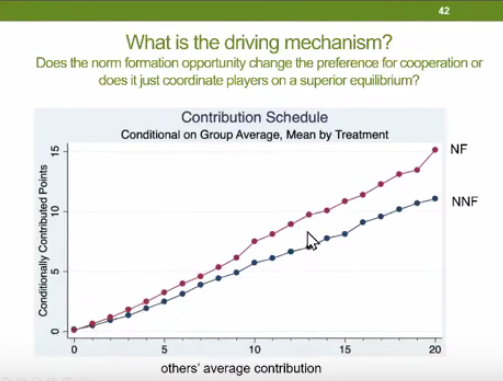 42
What is the driving mechanism?
Does the norm formation opportunity change the preference for cooperation or
does it just coordinate players on a superior equilibrium?
Contribution Schedule
Conditional on Group Average, Mean by Treatment
Conditionally Contributed Points
15
10
5
0
NF
NNF
0 5 10 15 20
others' average contribution